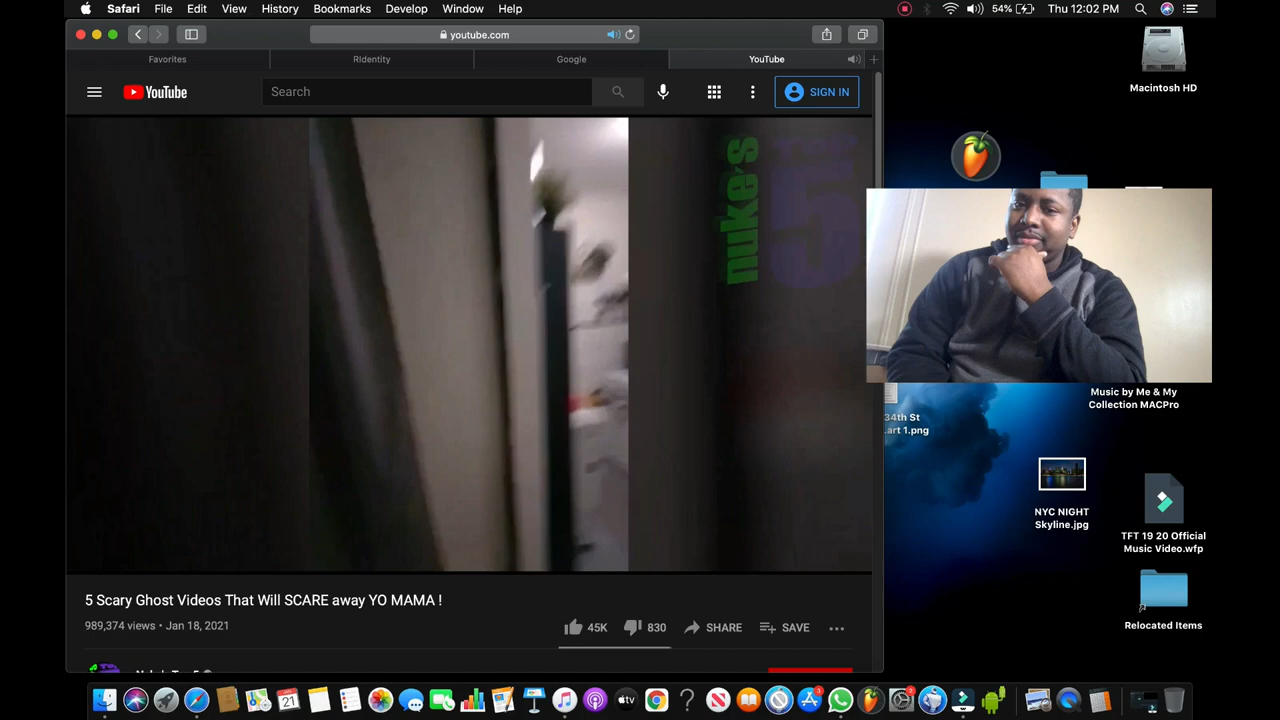 Safari File Edit View History Bookmarks Develop Window Help 54% Thu 12:02 PM
youtube.com
Favorites RIdentity Google YouTube
YouTube Search SIGN IN
nuke's
5
Macintosh HD
Music by Me & My
Collection MACPro
34th St
..art 1.png
NYC NIGHT
Skyline.jpg
TFT 19 20 Official
Music Video.wfp
Relocated Items
5 Scary Ghost Videos That Will SCARE away YO MAMA !
989,374 views • Jan 18, 2021
45K 830 SHARE SAVE
21